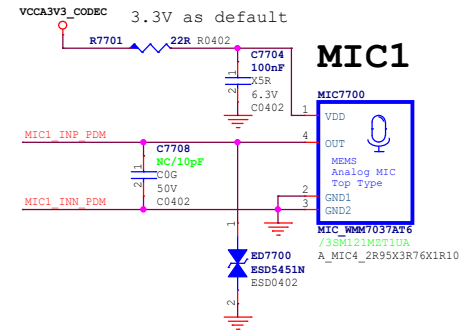 VCCA3V3_CODEC
3.3V as default
R7701
22R
R0402
C7704
100nF
X5R
6.3V
C0402
1
2
MIC1
MIC7700
1
VDD
4
OUT
MEMS
Analog MIC
Top Type
2
GND1
3
GND2
MIC_WMM7037AT6
/3SM121MZT1UA
A_MIC4_2R95X3R76X1R10
MIC1_INP_PDM
C7708
NC/10pF
C0G
50V
C0402
1
2
MIC1_INN_PDM
1
ED7700
ESD5451N
ESD0402
2